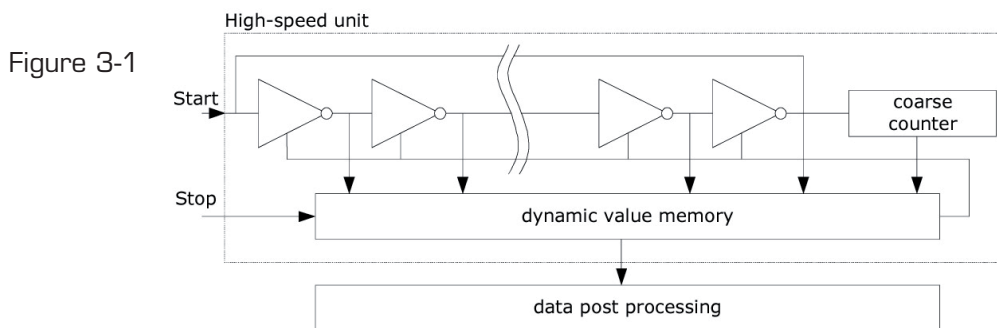 High-speed unit
Figure 3-1
Start
coarse
counter
Stop
dynamic value memory
data post processing